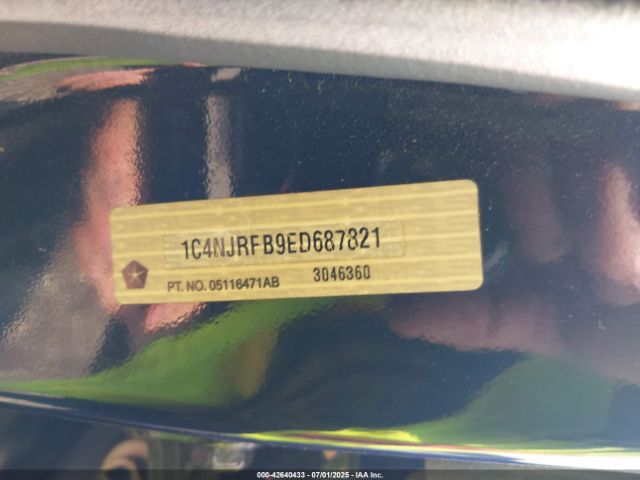 1C4NJRFB9ED687821
PT. NO. 05116471AB 3046360
000-42640433 - 07/01/2025 - IAA Inc.